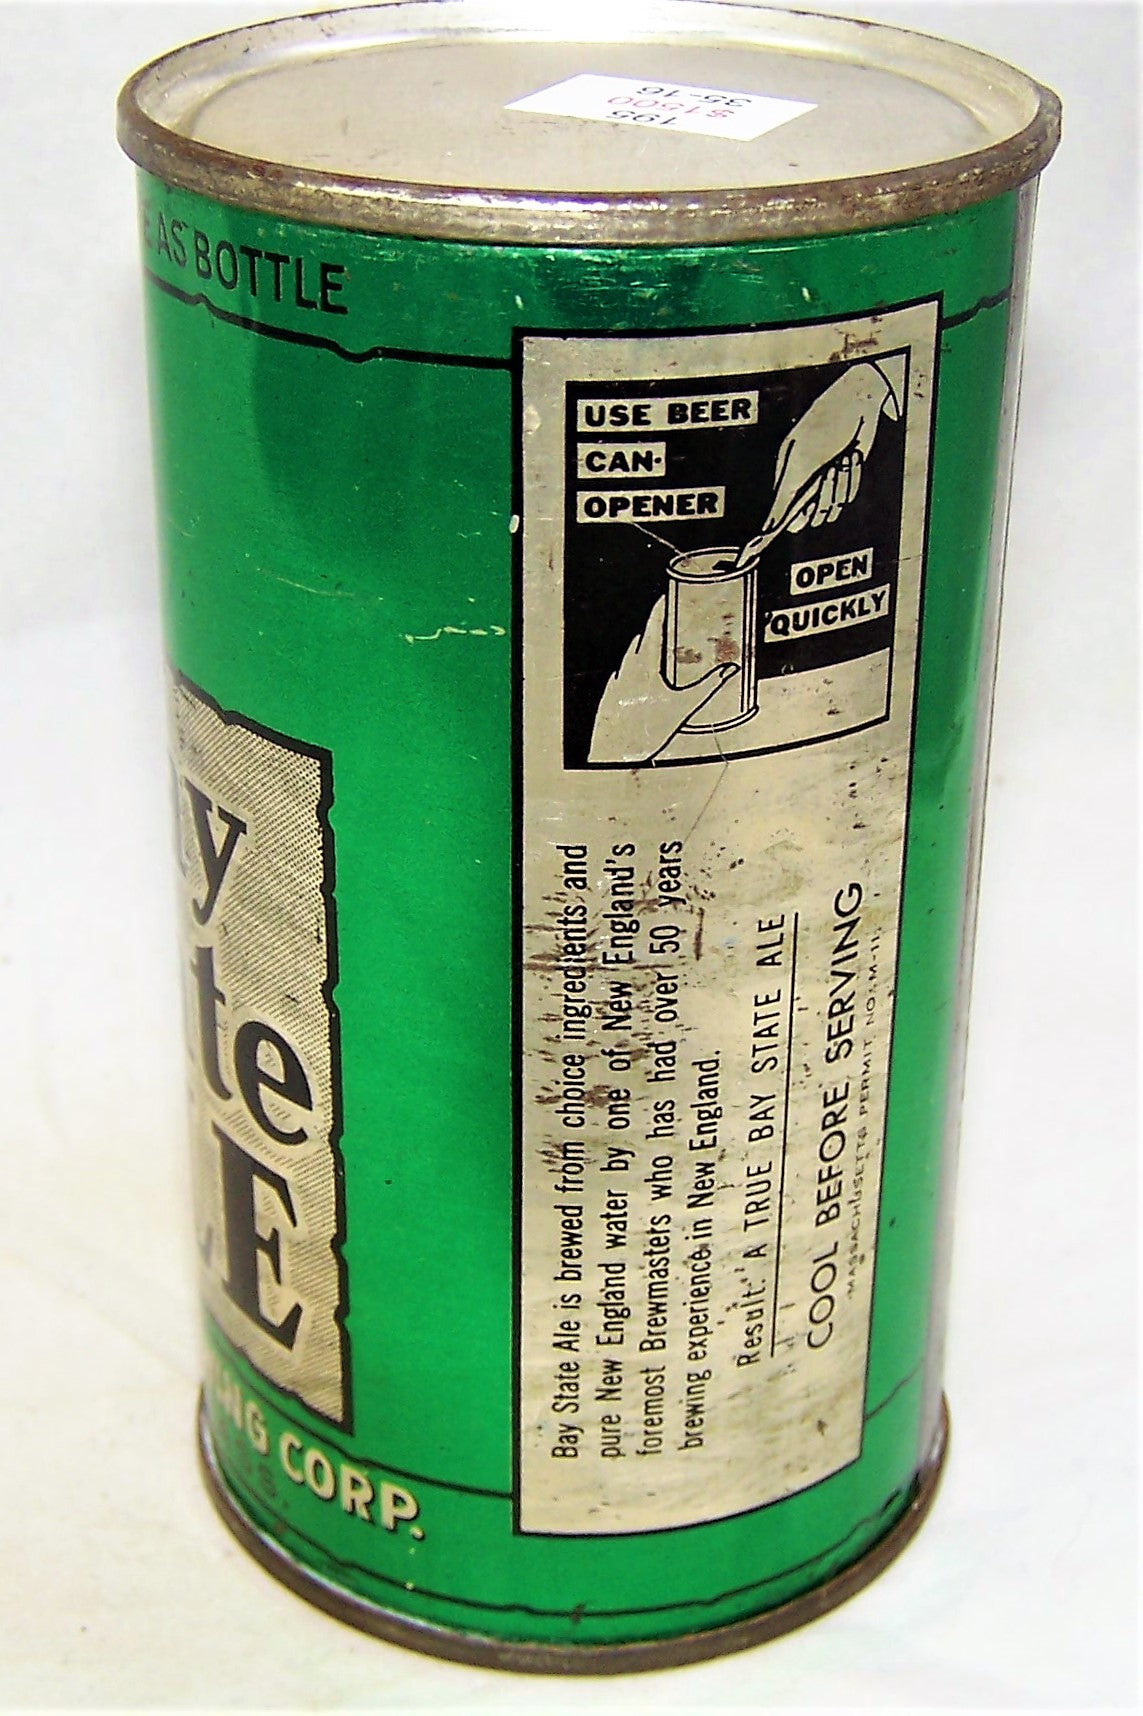 195
$1500
35-16
E AS BOTTLE
USE BEER
CAN-
OPENER
OPEN
QUICKLY
y
te
E
ING CORP.
Bay State Ale is brewed from choice ingredients and
pure New England water by one of New England's
foremost Brewmasters who has had over 50 years
brewing experience in New England.
Result: A TRUE BAY STATE ALE
COOL BEFORE SERVING
MASSACHUSETTS PERMIT NO.